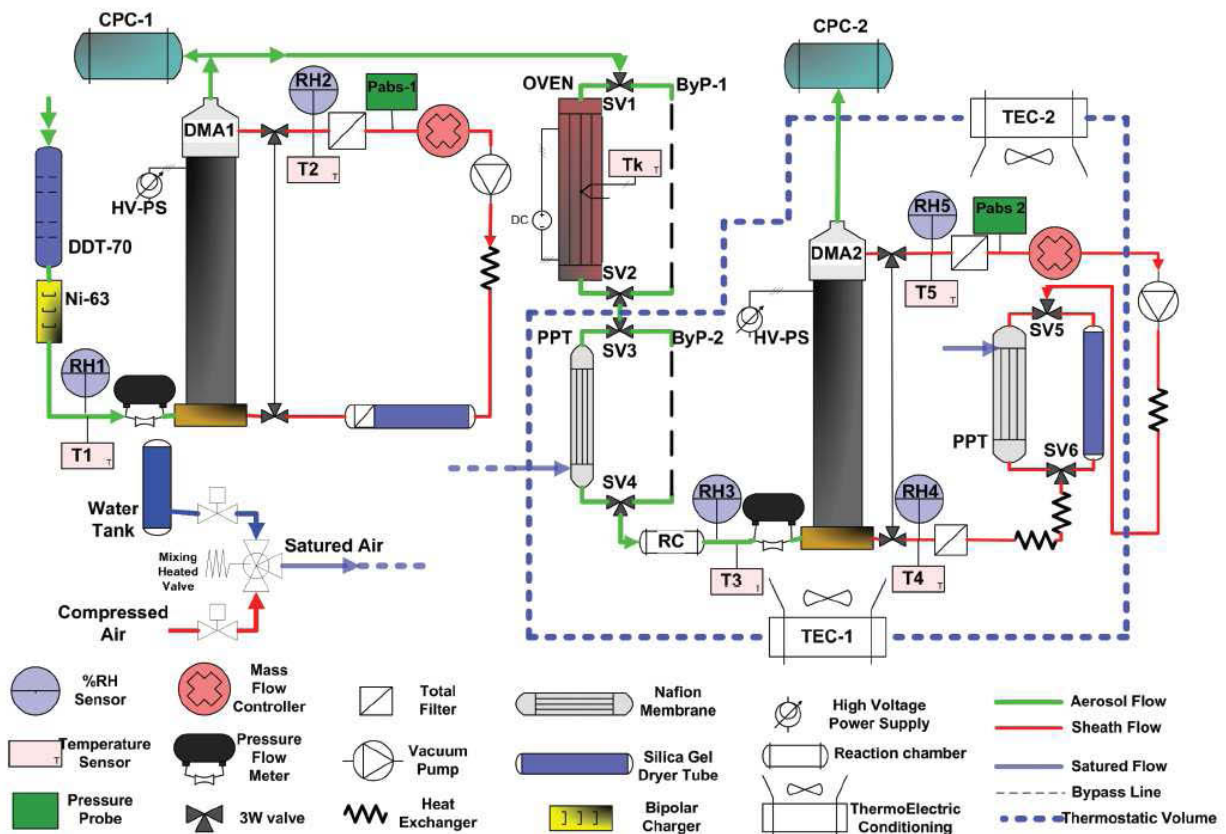 CPC-1
CPC-2
RH2
Pabs-1
OVEN
ByP-1
SV1
TEC-2
DMA1
T2
T
Tk
T
HV-PS
DC
RH5
Pabs 2
DDT-70
DMA2
Ni-63
SV2
T5
T
SV3
PPT
ByP-2
HV-PS
SV5
RH1
T1
T
PPT
SV6
SV4
RH3
RH4
Water
Tank
Satured Air
Mixing
Heated
Valve
RC
T3
T4
T
Compressed
Air
TEC-1
%RH
Sensor
Mass
Flow
Controller
Total
Filter
Nafion
Membrane
High Voltage
Power Supply
Aerosol Flow
Sheath Flow
Temperature
Sensor
T
Pressure
Flow
Meter
Vacuum
Pump
Silica Gel
Dryer Tube
Reaction chamber
Satured Flow
Bypass Line
Pressure
Probe
3W valve
Heat
Exchanger
Bipolar
Charger
ThermoElectric
Conditioning
Thermostatic Volume